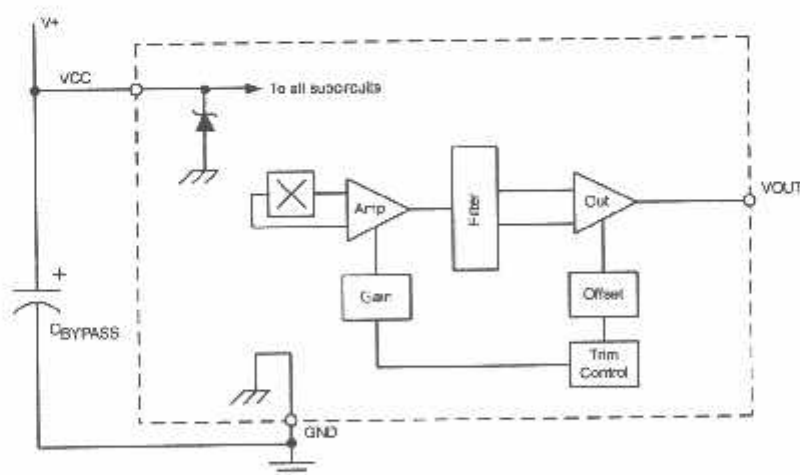 V+
VCC
To all subcircuits
Amp
Filter
Out
VOUT
Gain
Offset
+
CBYPASS
Trim
Control
GND